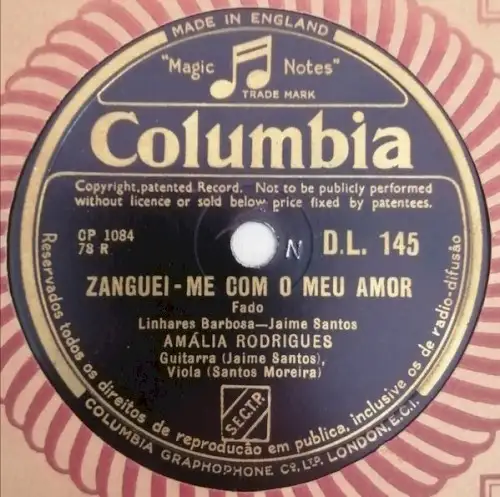 MADE IN ENGLAND
"Magic Notes"
TRADE MARK
Columbia
Copyright,patented Record. Not to be publicly performed
without licence or sold below price fixed by patentees.
CP 1084
78 R
N
D.L. 145
ZANGUEI-ME COM O MEU AMOR
Fado
Linhares Barbosa—Jaime Santos
AMÁLIA RODRIGUES
Guitarra (Jaime Santos),
Viola (Santos Moreira)
S.E.C.T.R.
Reservados todos os direitos de reprodução em publica, inclusive os de radio-difusão
COLUMBIA GRAPHOPHONE CO. LTD. LONDON. E.C.1.